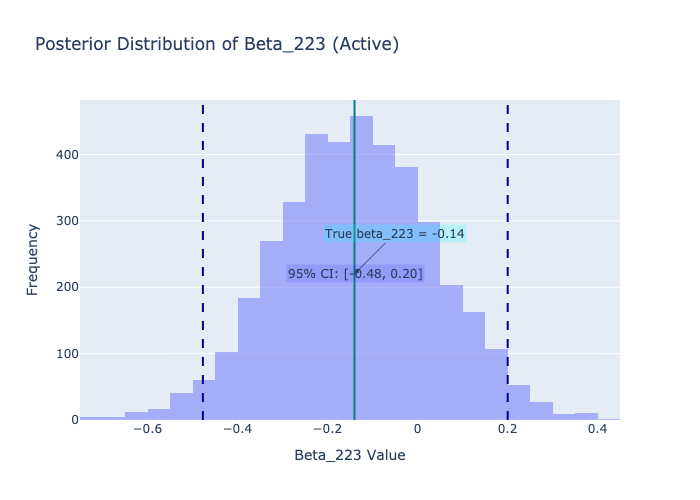 Posterior Distribution of Beta_223 (Active)
400
300
200
100
0
Frequency
True beta_223 = -0.14
95% CI: [-0.48, 0.20]
−0.6
−0.4
−0.2
0
0.2
0.4
Beta_223 Value